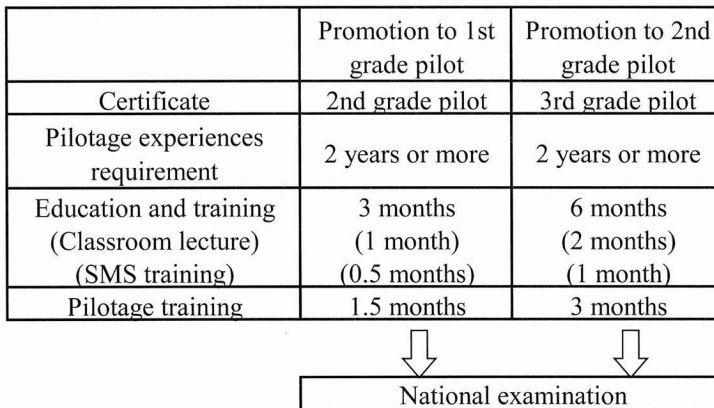 Promotion to 1st grade pilot
Promotion to 2nd grade pilot
Certificate
2nd grade pilot
3rd grade pilot
Pilotage experiences requirement
2 years or more
2 years or more
Education and training
3 months
6 months
(Classroom lecture)
(1 month)
(2 months)
(SMS training)
(0.5 months)
(1 month)
Pilotage training
1.5 months
3 months
National examination